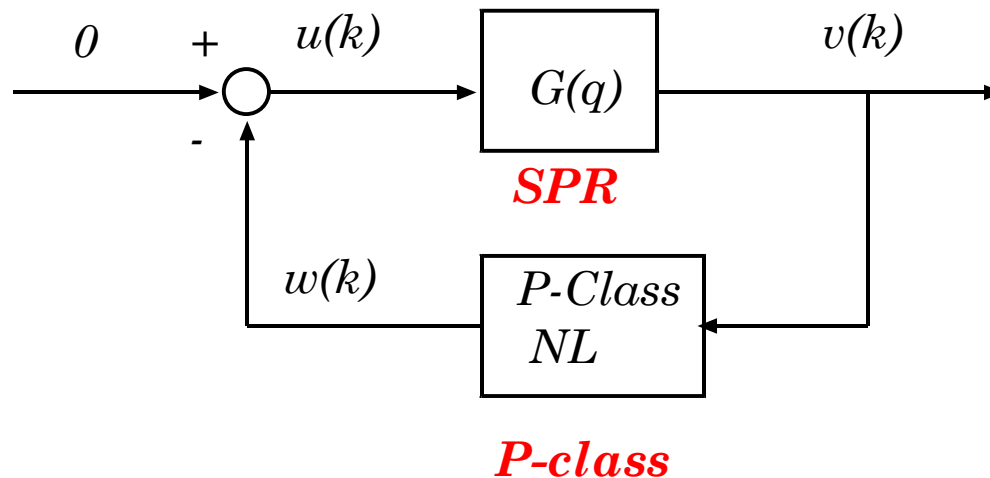 0 + u(k) v(k)
G(q)
-
SPR
w(k)
P-Class
NL
P-class